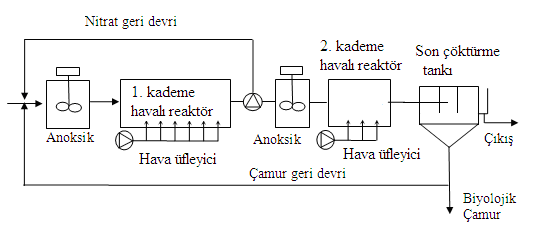 Nitrat geri devri
2. kademe
havalı reaktör
Son çöktürme
tankı
1. kademe
havalı reaktör
Anoksik
Anoksik
Hava üfleyici
Hava üfleyici
Çıkış
Çamur geri devri
Biyolojik
Çamur